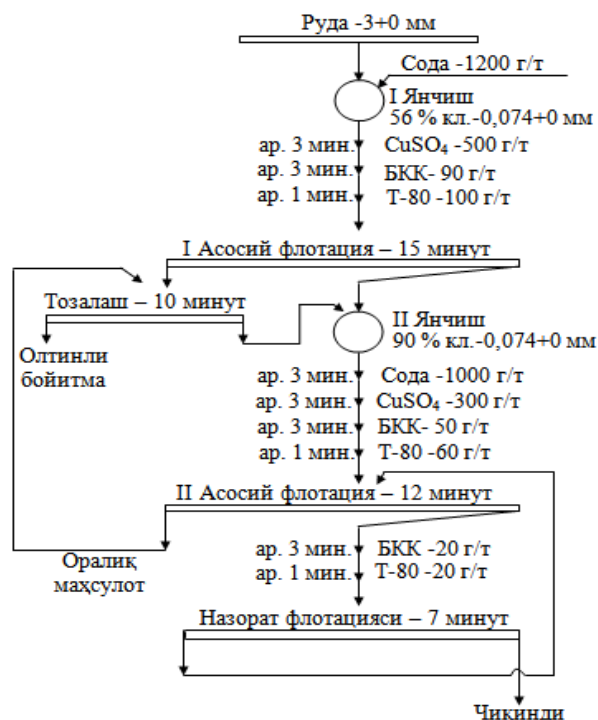 Руда -3+0 мм
Сода -1200 г/т
I Янчиш
56 % кл.-0,074+0 мм
ар. 3 мин. CuSO₄ -500г/т
ар. 3 мин. БКК- 90 г/т
ар. 1 мин. Т-80 -100г/т
I Асосий флотация – 15 минут
Тозалаш – 10 минут
Олтинли
бойитма
II Янчиш
90 % кл.-0,074+0 мм
ар. 3 мин. Сода -1000 г/т
ар. 3 мин. CuSO₄ -300 г/т
ар. 3 мин. БКК- 50 г/т
ар. 1 мин. Т-80 -60 г/т
II Асосий флотация – 12 минут
Оралиқ
маҳсулот
ар. 3 мин. БКК -20 г/т
ар. 1 мин. Т-80 -20 г/т
Назорат флотацияси – 7 минут
Чиқинди